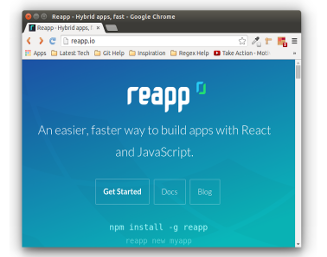 Reapp - Hybrid apps, fast - Google Chrome
Reapp - Hybrid apps, f
reapp.io
Apps Latest Tech Git Help Inspiration Regex Help Take Action - Mozi
reapp
An easier, faster way to build apps with React
and JavaScript.
Get Started Docs Blog
npm install -g reapp
reapp new myapp